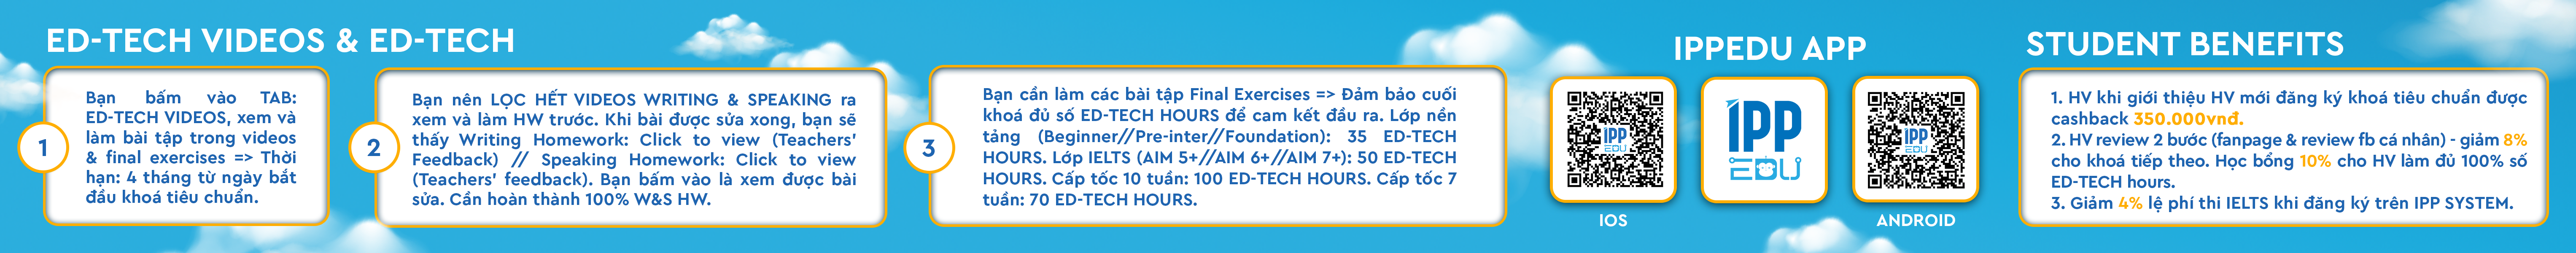 ED-TECH VIDEOS & ED-TECH
1
Bạn bấm vào TAB:
ED-TECH VIDEOS, xem và
làm bài tập trong videos
& final exercises => Thời
hạn: 4 tháng từ ngày bắt
đầu khoá tiêu chuẩn.
2
Bạn nên LỌC HẾT VIDEOS WRITING & SPEAKING ra
xem và làm HW trước. Khi bài được sửa xong, bạn sẽ
thấy Writing Homework: Click to view (Teachers'
Feedback) // Speaking Homework: Click to view
(Teachers' feedback). Bạn bấm vào là xem được bài
sửa. Cần hoàn thành 100% W&S HW.
3
Bạn cần làm các bài tập Final Exercises => Đảm bảo cuối
khoá đủ số ED-TECH HOURS để cam kết đầu ra. Lớp nền
tảng (Beginner//Pre-inter//Foundation): 35 ED-TECH
HOURS. Lớp IELTS (AIM 5+//AIM 6+//AIM 7+): 50 ED-TECH
HOURS. Cấp tốc 10 tuần: 100 ED-TECH HOURS. Cấp tốc 7
tuần: 70 ED-TECH HOURS.
IPPEDU APP
IPP
EDU
IOS
IPP
EDU
IPP
EDU
ANDROID
STUDENT BENEFITS
1. HV khi giới thiệu HV mới đăng ký khoá tiêu chuẩn được
cashback 350.000vnđ.
2. HV review 2 bước (fanpage & review fb cá nhân) - giảm 8%
cho khoá tiếp theo. Học bổng 10% cho HV làm đủ 100% số
ED-TECH hours.
3. Giảm 4% lệ phí thi IELTS khi đăng ký trên IPP SYSTEM.